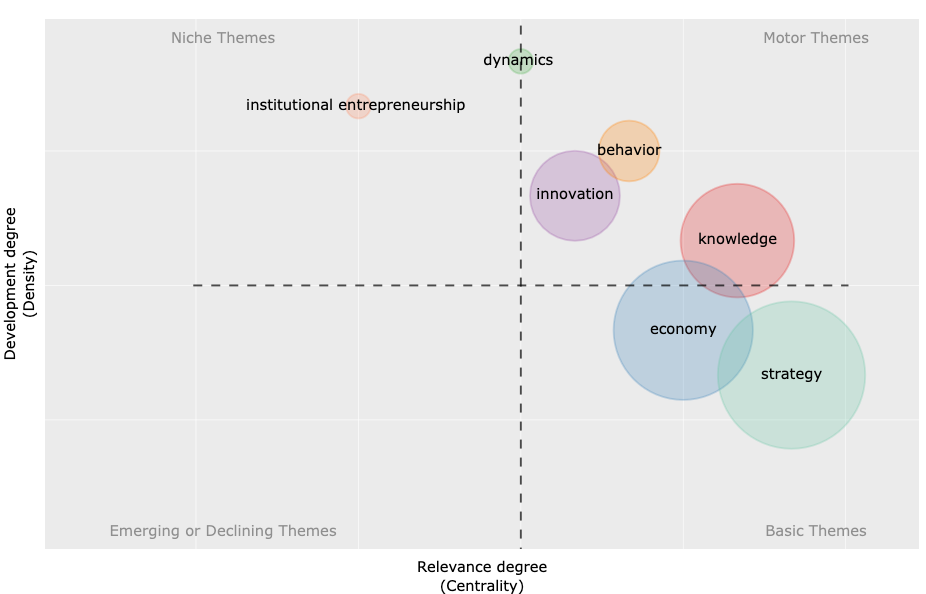 Niche Themes
Motor Themes
dynamics
institutional entrepreneurship
behavior
innovation
knowledge
economy
strategy
Emerging or Declining Themes
Basic Themes
Development degree
(Density)
Relevance degree
(Centrality)